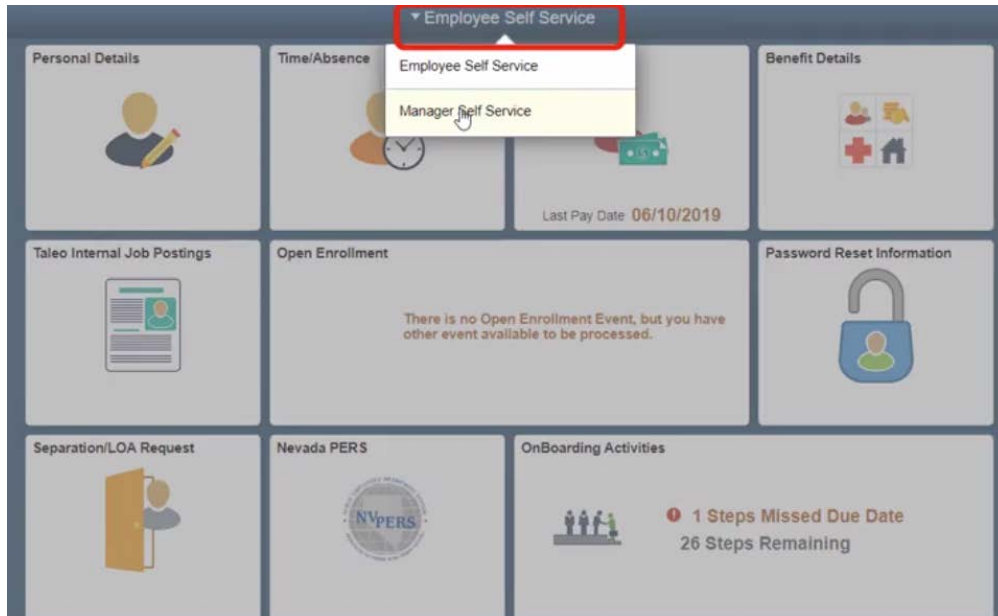 Employee Self Service
Personal Details
Time/Absence
Employee Self Service
Manager Self Service
Benefit Details
Last Pay Date 06/10/2019
Taleo Internal Job Postings
Open Enrollment
There is no Open Enrollment Event, but you have
other event available to be processed.
Password Reset Information
Separation/LOA Request
Nevada PERS
NVPERS
OnBoarding Activities
1 Steps Missed Due Date
26 Steps Remaining